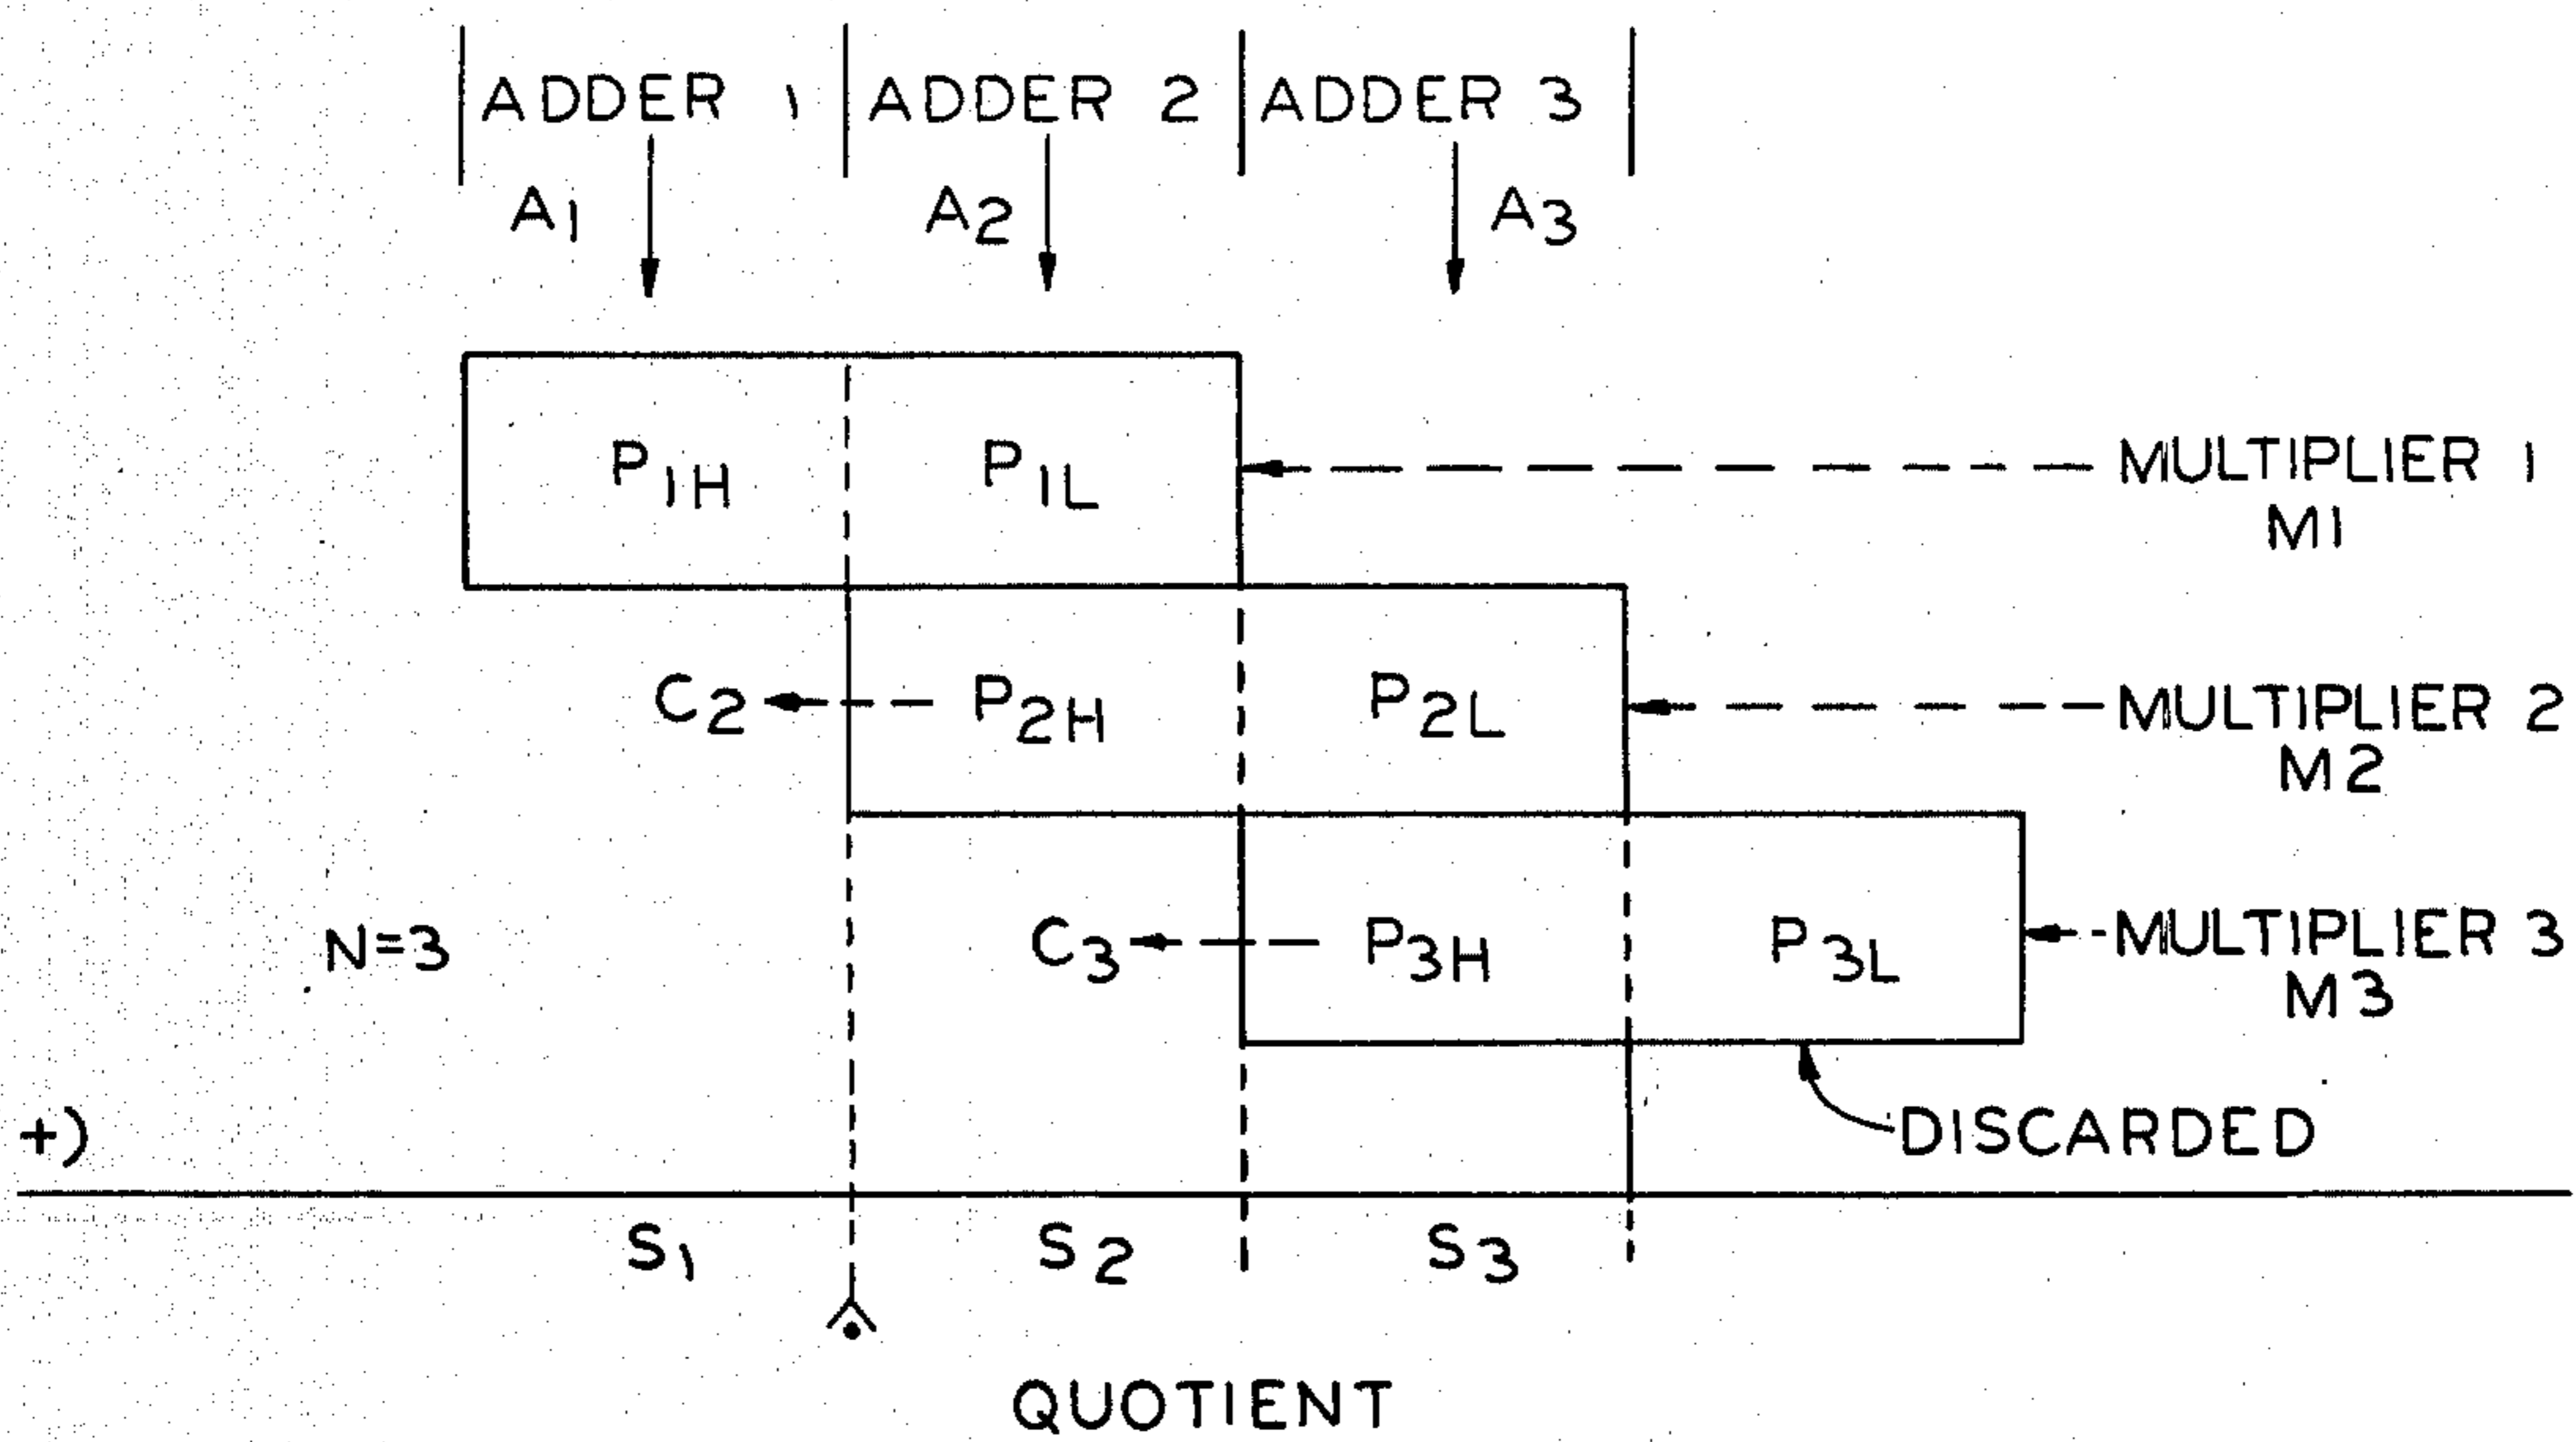 ADDER 1 ADDER 2 ADDER 3
A1 A2 A3
P1H P1L MULTIPLIER 1
M1
C2 P2H P2L MULTIPLIER 2
M2
N=3 C3 P3H P3L MULTIPLIER 3
M3
+) DISCARDED
S1 S2 S3
QUOTIENT